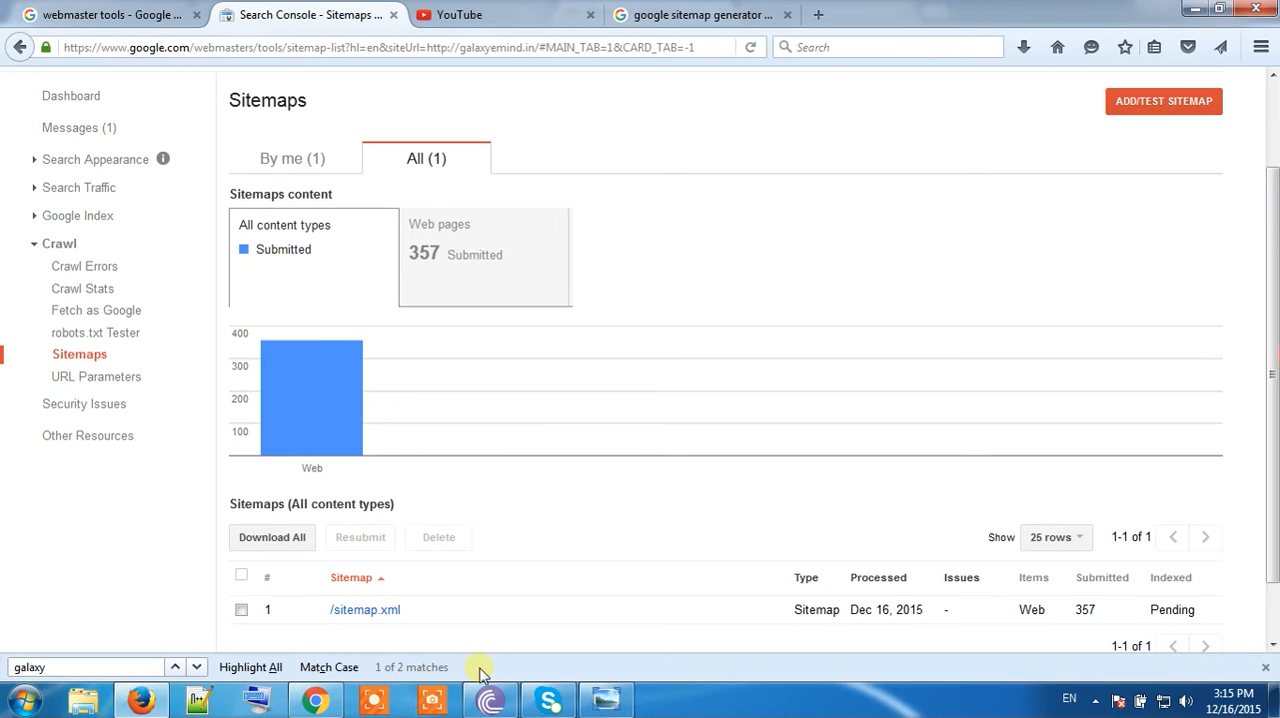 webmaster tools - Google ...
Search Console - Sitemaps ...
YouTube
google sitemap generator ...
https://www.google.com/webmasters/tools/sitemap-list?hl=en&siteUrl=http://galaxyemind.in/#MAIN_TAB=1&CARD_TAB=-1
Search
Dashboard
Messages (1)
Search Appearance
Search Traffic
Google Index
Crawl
Crawl Errors
Crawl Stats
Fetch as Google
robots.txt Tester
Sitemaps
URL Parameters
Security Issues
Other Resources
Sitemaps
ADD/TEST SITEMAP
By me (1)
All (1)
Sitemaps content
All content types
Submitted
Web pages
357 Submitted
400
300
200
100
Web
Sitemaps (All content types)
Download All
Resubmit
Delete
Show 25 rows 1-1 of 1
# Sitemap Type Processed Issues Items Submitted Indexed
1 /sitemap.xml Sitemap Dec 16, 2015 - Web 357 Pending
1-1 of 1
galaxy
Highlight All
Match Case
1 of 2 matches
EN
3:15 PM
12/16/2015